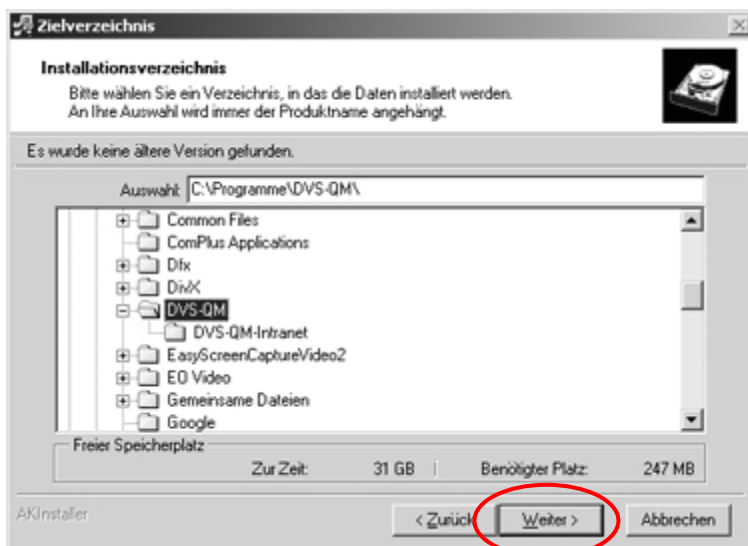 Zielverzeichnis
Installationsverzeichnis
Bitte wählen Sie ein Verzeichnis, in das die Daten installiert werden.
An Ihre Auswahl wird immer der Produktname angehängt.
Es wurde keine ältere Version gefunden.
Auswahl: C:\Programme\DVS-QM\
Common Files
ComPlus Applications
Dfx
DivX
DVS-QM
DVS-QM-Intranet
EasyScreenCaptureVideo2
EO Video
Gemeinsame Dateien
Google
Freier Speicherplatz
Zur Zeit: 31 GB Benötigter Platz: 247 MB
AKInstaller < Zurück Weiter > Abbrechen